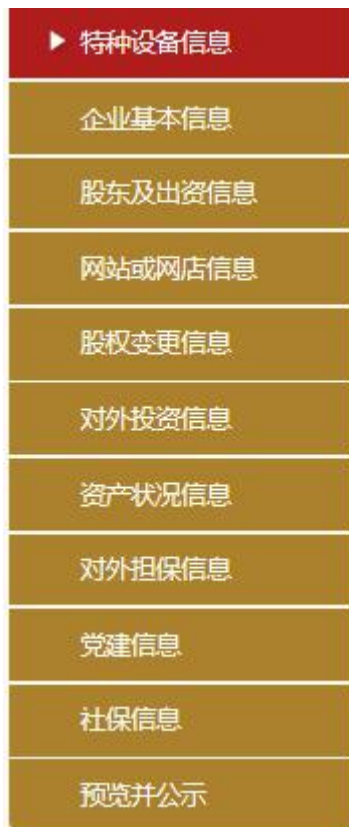 特种设备信息
企业基本信息
股东及出资信息
网站或网店信息
股权变更信息
对外投资信息
资产状况信息
对外担保信息
党建信息
社保信息
预览并公示